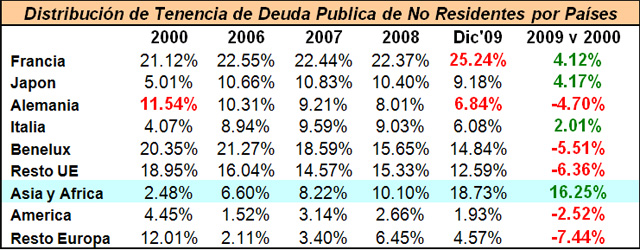 Distribución de Tenencia de Deuda Publica de No Residentes por Países
2000 2006 2007 2008 Dic'09 2009 v 2000
Francia 21.12% 22.55% 22.44% 22.37% 25.24% 4.12%
Japon 5.01% 10.66% 10.83% 10.40% 9.18% 4.17%
Alemania 11.54% 10.31% 9.21% 8.01% 6.84% -4.70%
Italia 4.07% 8.94% 9.59% 9.03% 6.08% 2.01%
Benelux 20.35% 21.27% 18.59% 15.65% 14.84% -5.51%
Resto UE 18.95% 16.04% 14.57% 15.33% 12.59% -6.36%
Asia y Africa 2.48% 6.60% 8.22% 10.10% 18.73% 16.25%
America 4.45% 1.52% 3.14% 2.66% 1.93% -2.52%
Resto Europa 12.01% 2.11% 3.40% 6.45% 4.57% -7.44%